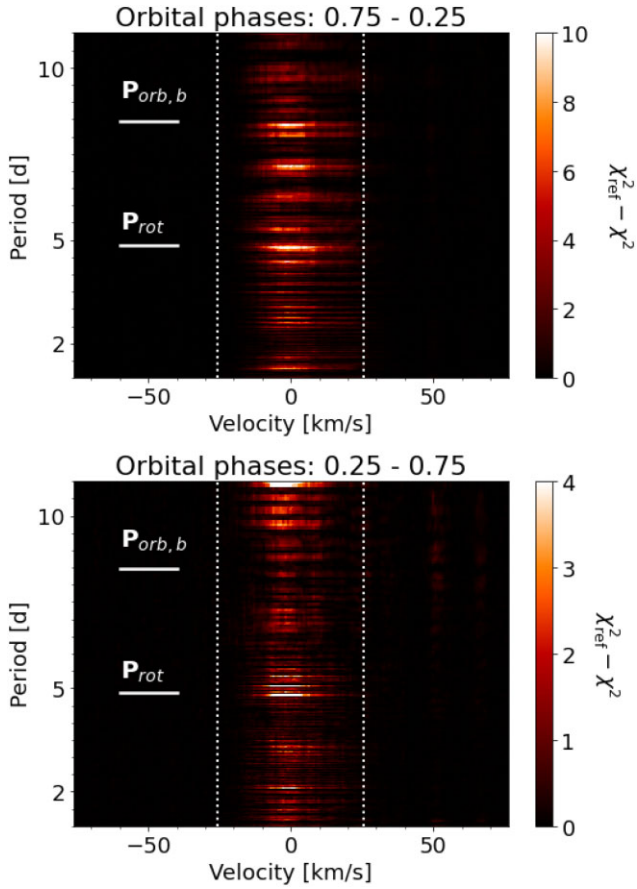 Orbital phases: 0.75 - 0.25
10
5
2
Period [d]
P_orb, b
P_rot
−50
0
50
Velocity [km/s]
10
8
6
4
2
0
χ²_ref − χ²
Orbital phases: 0.25 - 0.75
10
5
2
Period [d]
P_orb, b
P_rot
−50
0
50
Velocity [km/s]
4
3
2
1
0
χ²_ref − χ²